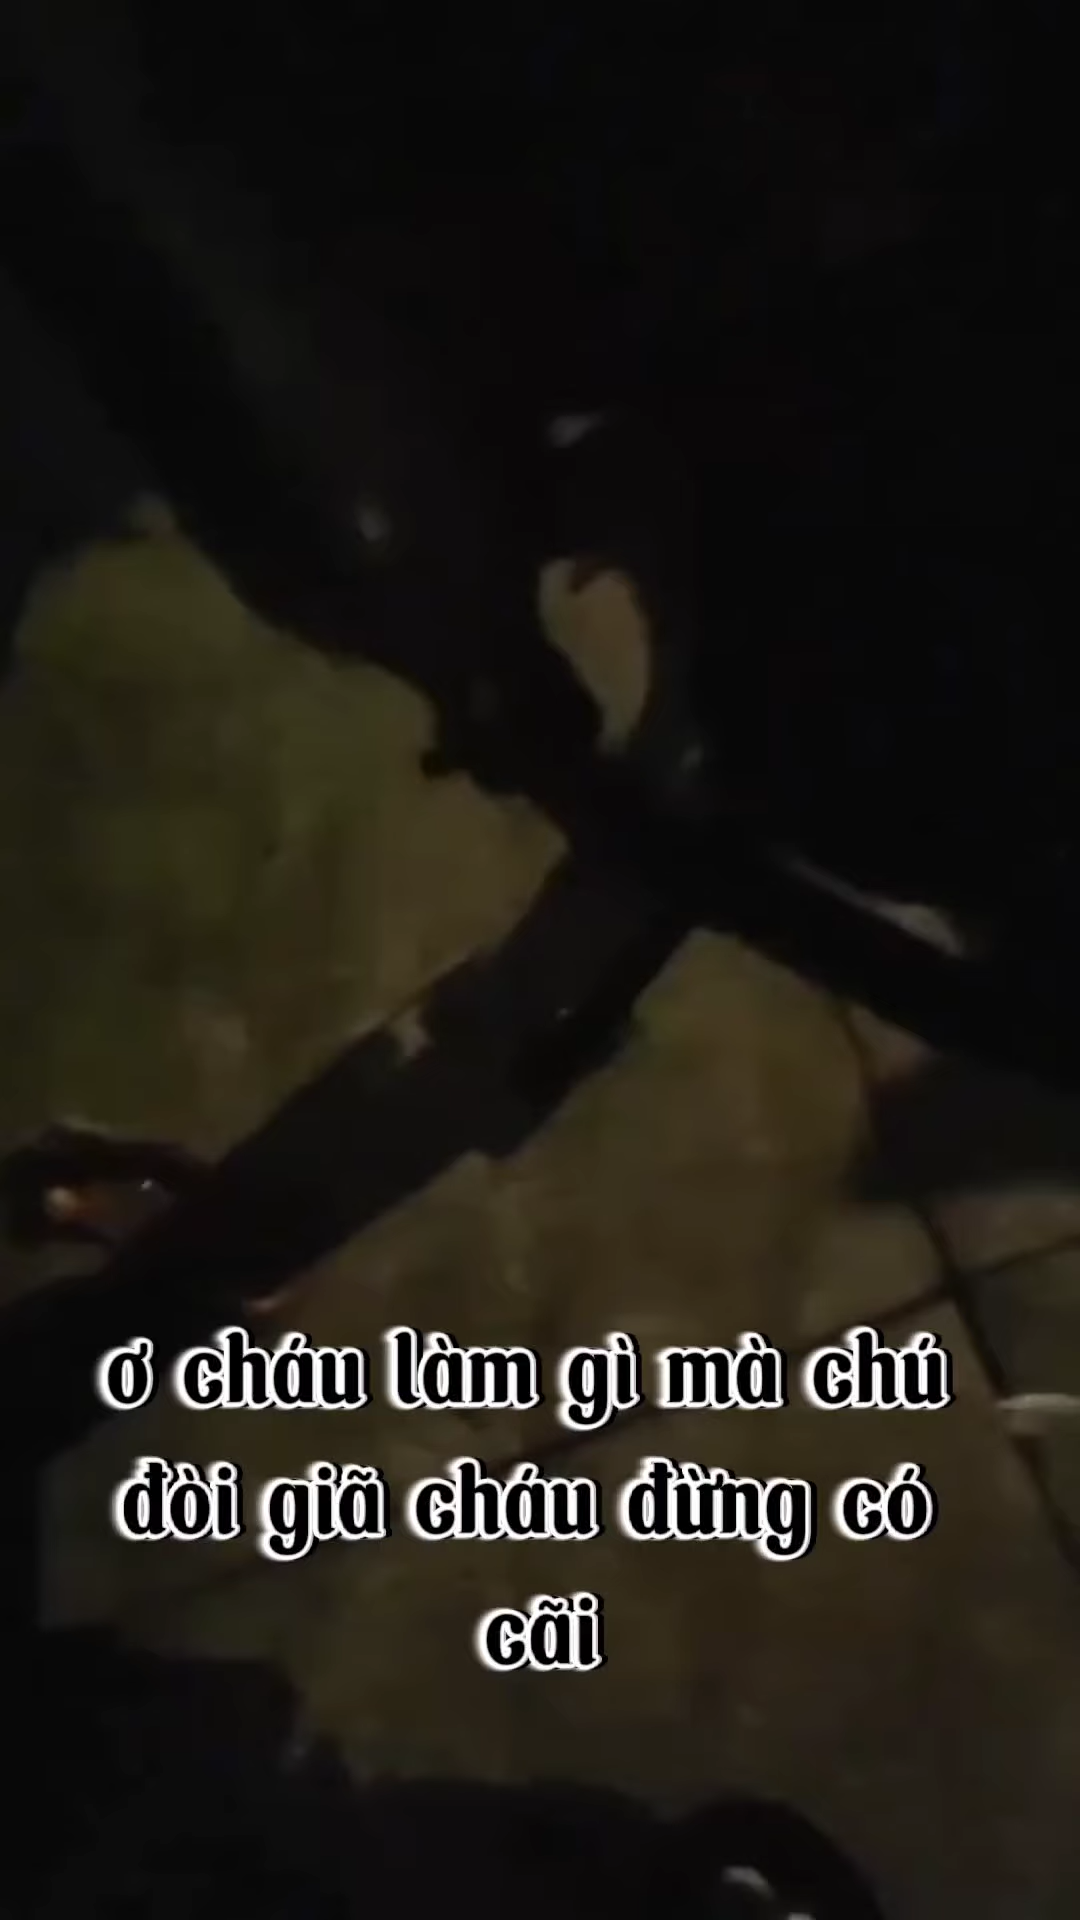 ơ cháu làm gì mà chú
đòi giã cháu đừng có
cãi